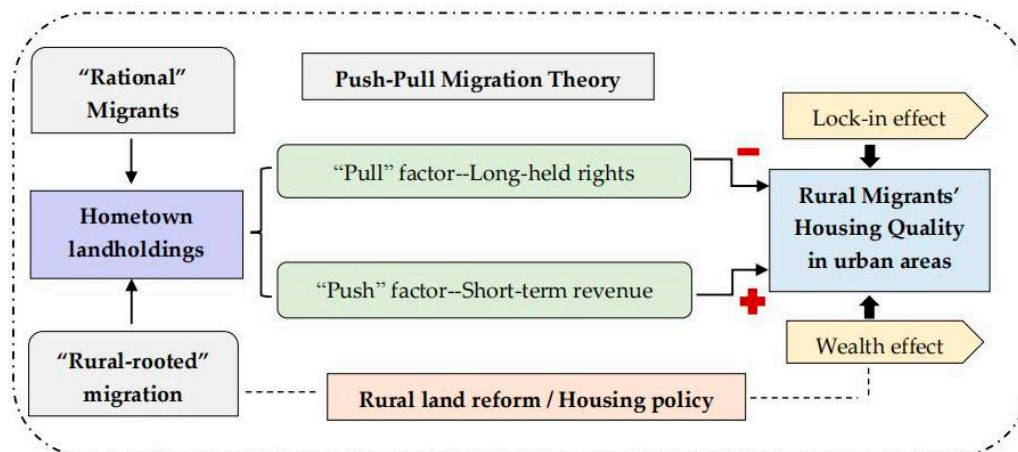 “Rational”
Migrants
Push-Pull Migration Theory
Lock-in effect
“Pull” factor--Long-held rights
Hometown
landholdings
Rural Migrants’
Housing Quality
in urban areas
“Push” factor--Short-term revenue
“Rural-rooted”
migration
Wealth effect
Rural land reform / Housing policy